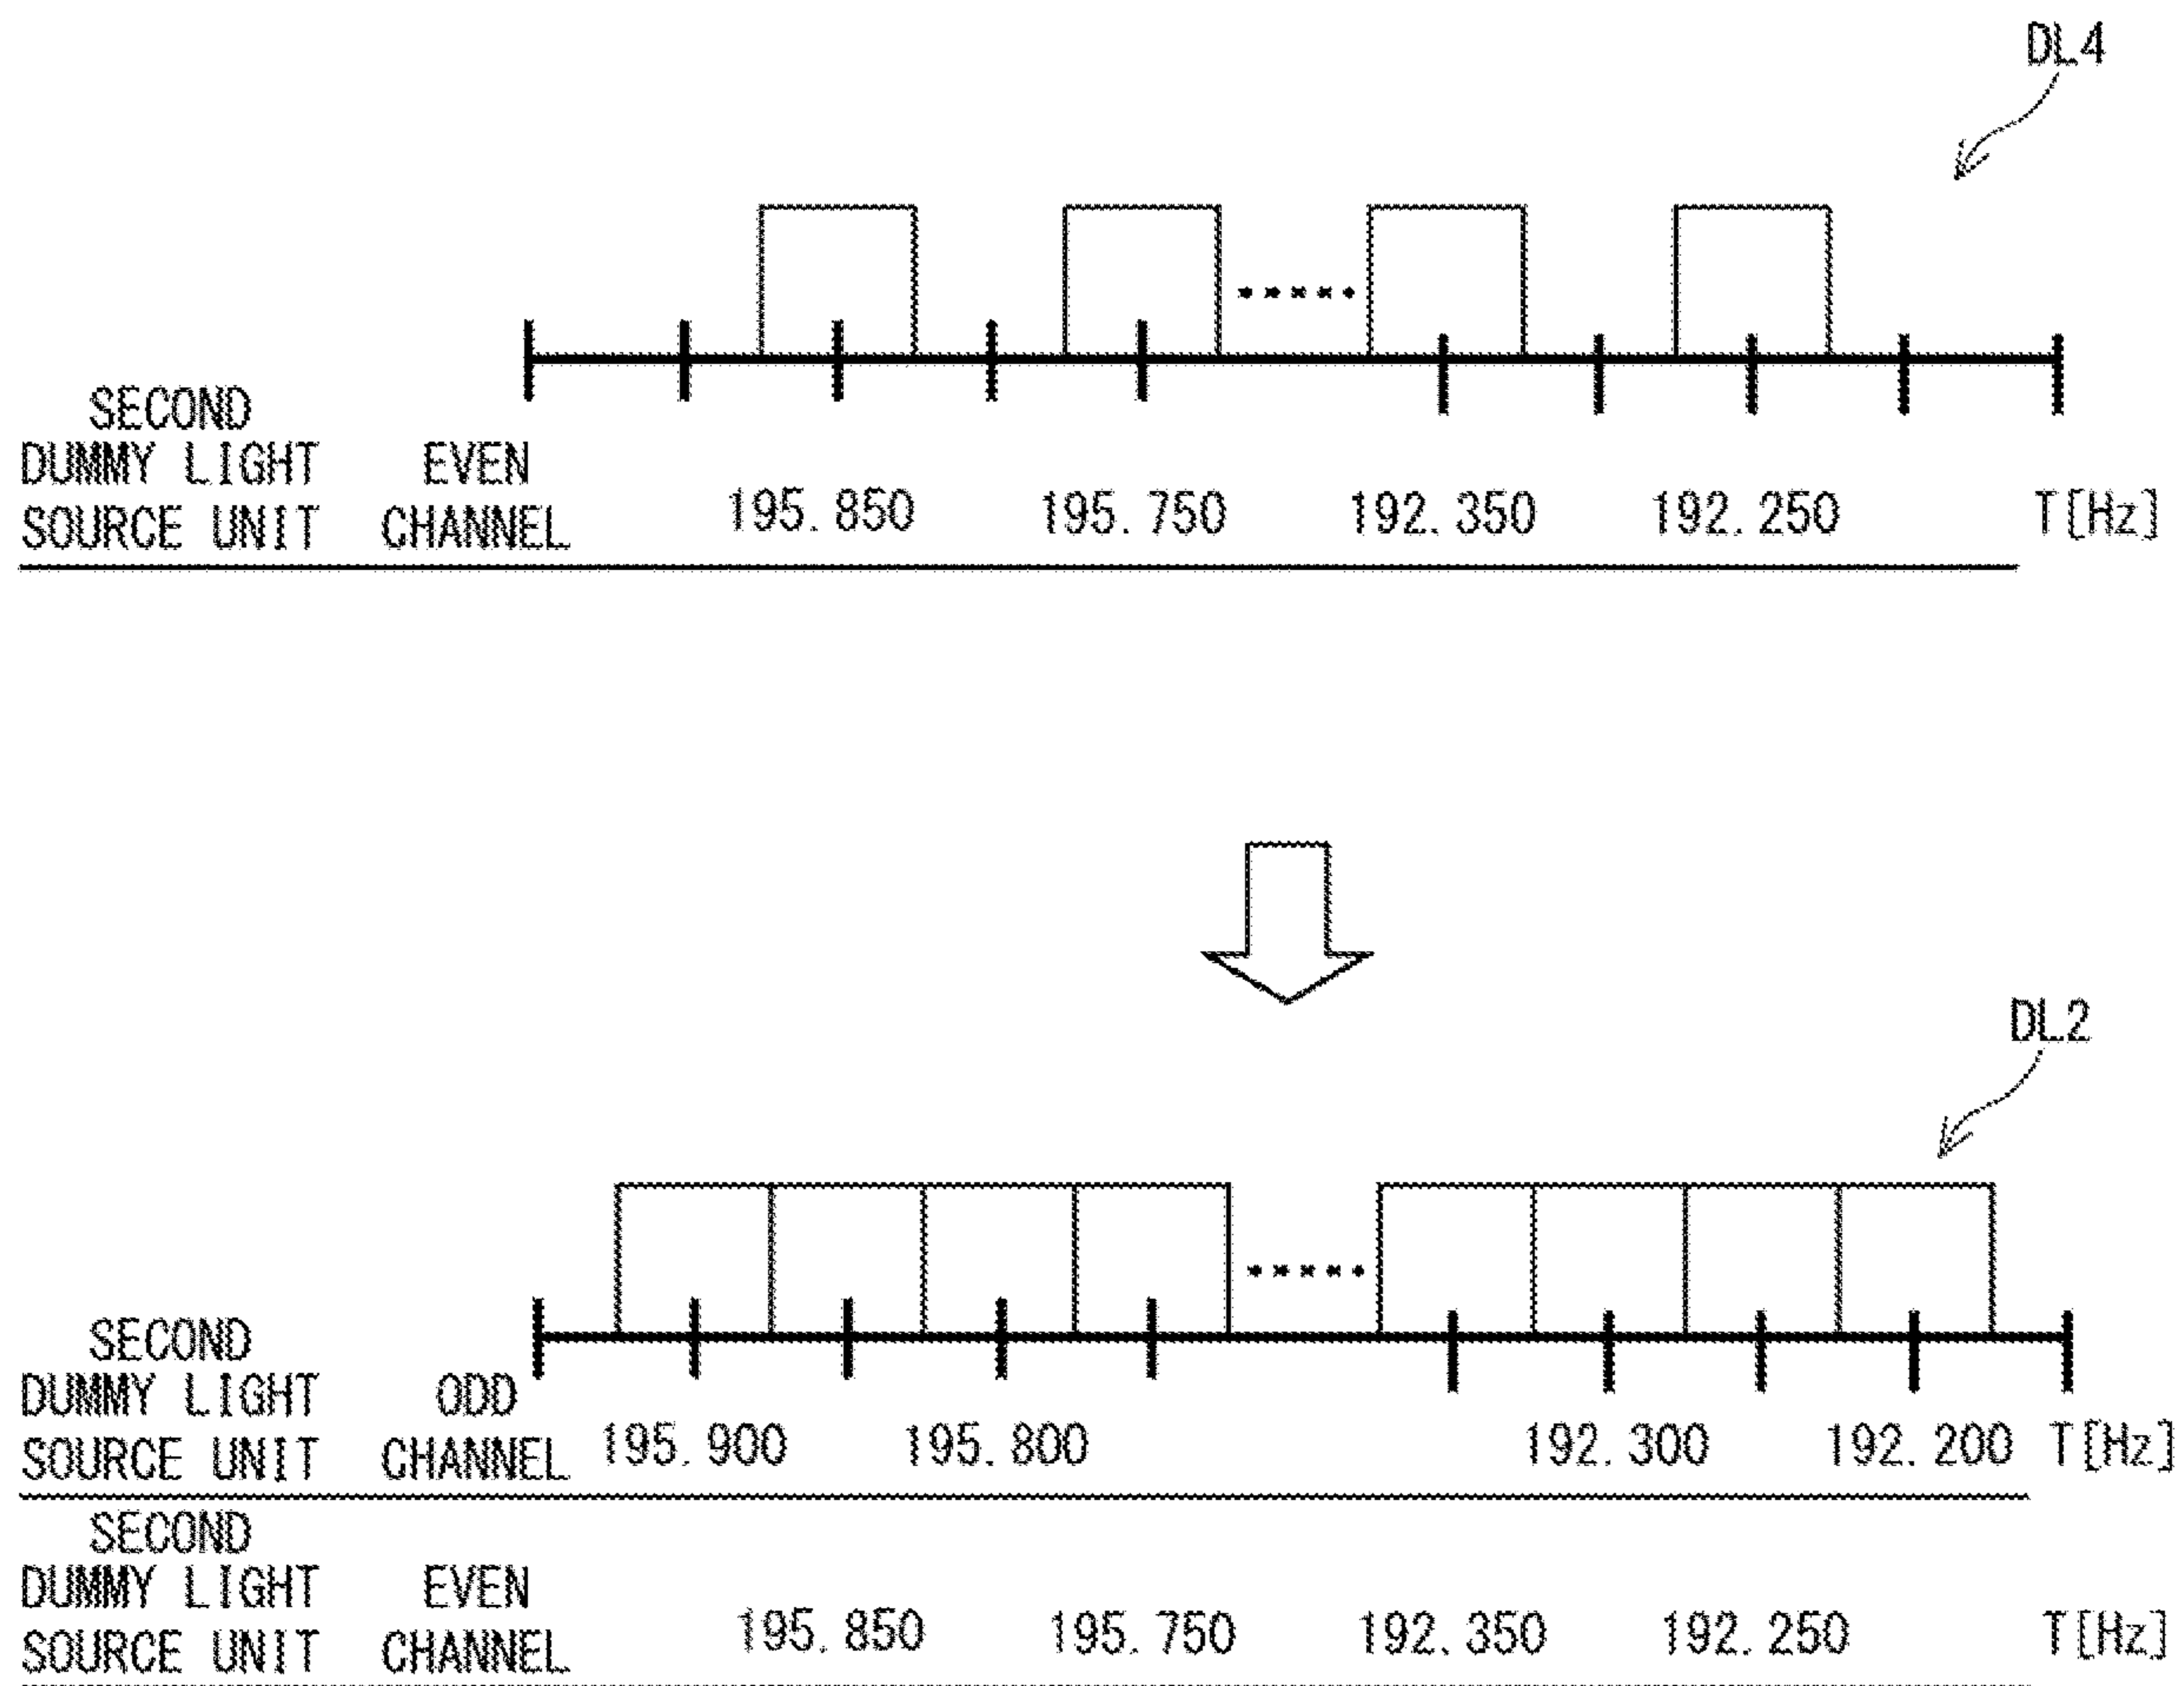 DL4
SECOND
DUMMY LIGHT EVEN
SOURCE UNIT CHANNEL 195.850 195.750 192.350 192.250 T[Hz]
DL2
SECOND
DUMMY LIGHT ODD
SOURCE UNIT CHANNEL 195.900 195.800 192.300 192.200 T[Hz]
SECOND
DUMMY LIGHT EVEN
SOURCE UNIT CHANNEL 195.850 195.750 192.350 192.250 T[Hz]